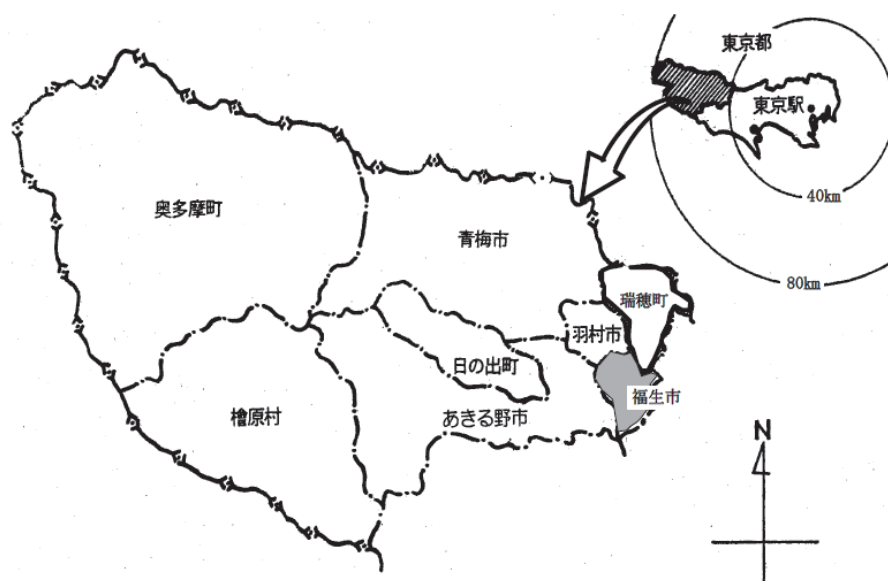 東京都
東京駅
40km
80km
奥多摩町
青梅市
瑞穂町
羽村市
日の出町
福生市
檜原村
あきる野市
N